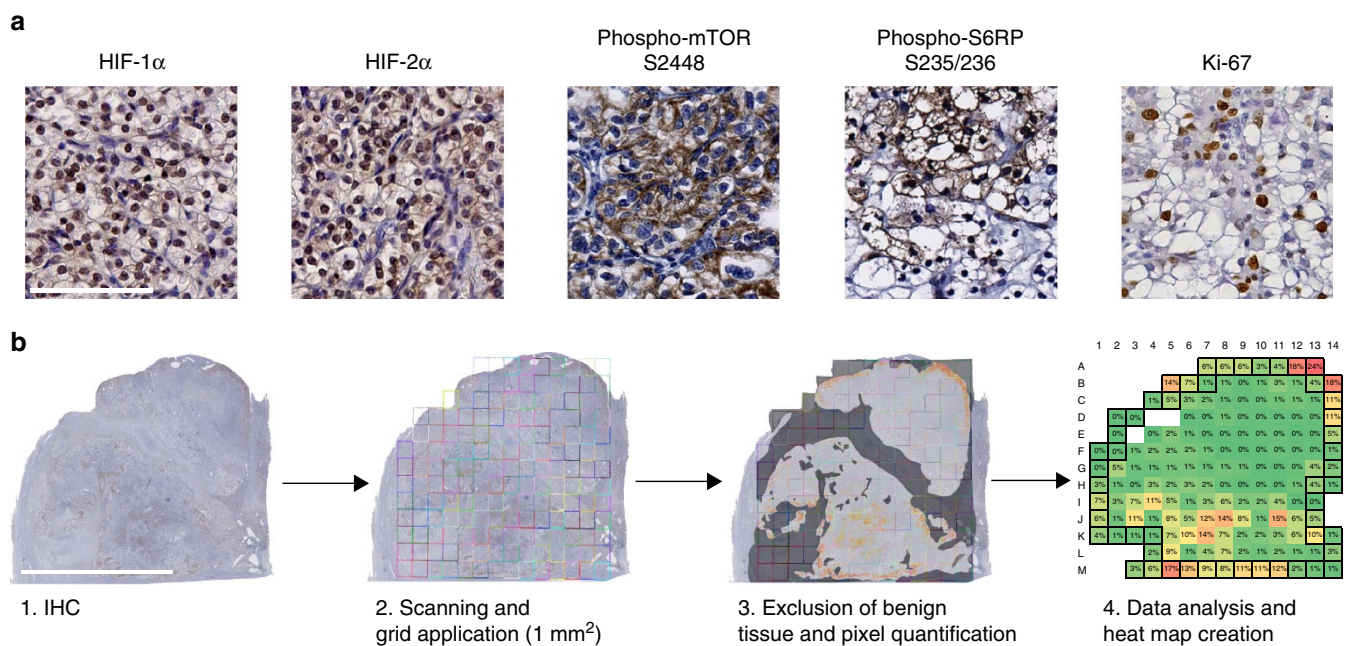 a
HIF-1α
HIF-2α
Phospho-mTOR
S2448
Phospho-S6RP
S235/236
Ki-67
b
1 2 3 4 5 6 7 8 9 10 11 12 13 14
A 6% 6% 6% 3% 4% 18% 24%
B 14% 7% 1% 1% 0% 1% 3% 1% 4% 18%
C 1% 5% 3% 2% 1% 0% 0% 0% 0% 0% 11%
D 0% 0% 0% 0% 1% 0% 0% 0% 0% 0% 11%
E 0% 0% 2% 1% 0% 0% 0% 0% 0% 0% 0% 5%
F 0% 0% 1% 2% 2% 2% 1% 0% 0% 0% 0% 0% 0% 1%
G 0% 5% 1% 1% 1% 1% 1% 1% 1% 0% 0% 0% 4% 2%
H 3% 1% 0% 3% 2% 3% 2% 0% 0% 0% 0% 1% 4% 1%
I 7% 3% 7% 11% 5% 1% 3% 6% 2% 2% 4% 0% 0%
J 6% 1% 11% 1% 8% 5% 12% 14% 8% 1% 15% 6% 5%
K 4% 1% 1% 1% 7% 10% 14% 7% 2% 2% 3% 6% 10% 1%
L 2% 9% 1% 4% 7% 2% 1% 2% 1% 1% 3%
M 3% 6% 17% 13% 9% 8% 11% 11% 12% 2% 1% 1%
1. IHC
2. Scanning and
grid application (1 mm²)
3. Exclusion of benign
tissue and pixel quantification
4. Data analysis and
heat map creation